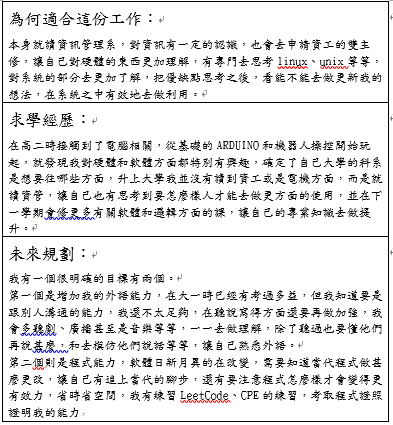 為何適合這份工作：
本身就讀資訊管理系，對資訊有一定的認識，也會去申請資工的雙主
修，讓自己對硬體的東西更加理解，有專門去思考 linux、unix 等等，
對系統的部分去更加了解，把優缺點思考之後，看能不能去做更新我的
想法，在系統之中有效地去做利用。
求學經歷：
在高二時接觸到了電腦相關，從基礎的 ARDUINO 和機器人操控開始玩
起，就發現我對硬體和軟體方面都特別有興趣，確定了自己大學的科系
是想要往哪些方面，升上大學我並沒有讀到資工或是電機方面，而是就
讀資管，讓自己也有思考到要怎麼樣人才能去做更方面的使用，並在下
一學期會修更多有關軟體和邏輯方面的課，讓自己的專業知識去做提
升。
未來規劃：
我有一個很明確的目標有兩個。
第一個是增加我的外語能力，在大一時已經有考過多益，但我知道要是
跟別人溝通的能力，我還不太足夠，在聽說寫得方面還要再做加強，我
會多聽劇、廣播甚至是音樂等等，一一去做理解，除了聽過也要懂他們
再說甚麼，和去模仿他們說話等等，讓自己熟悉外語。
第二個則是程式能力，軟體日新月異的在改變，需要知道當代程式做甚
麼更改，讓自己有追上當代的腳步，還有要注意程式怎麼樣才會變得更
有效力，省時省空間，我有練習 LeetCode、CPE 的練習，考取程式證照
證明我的能力。